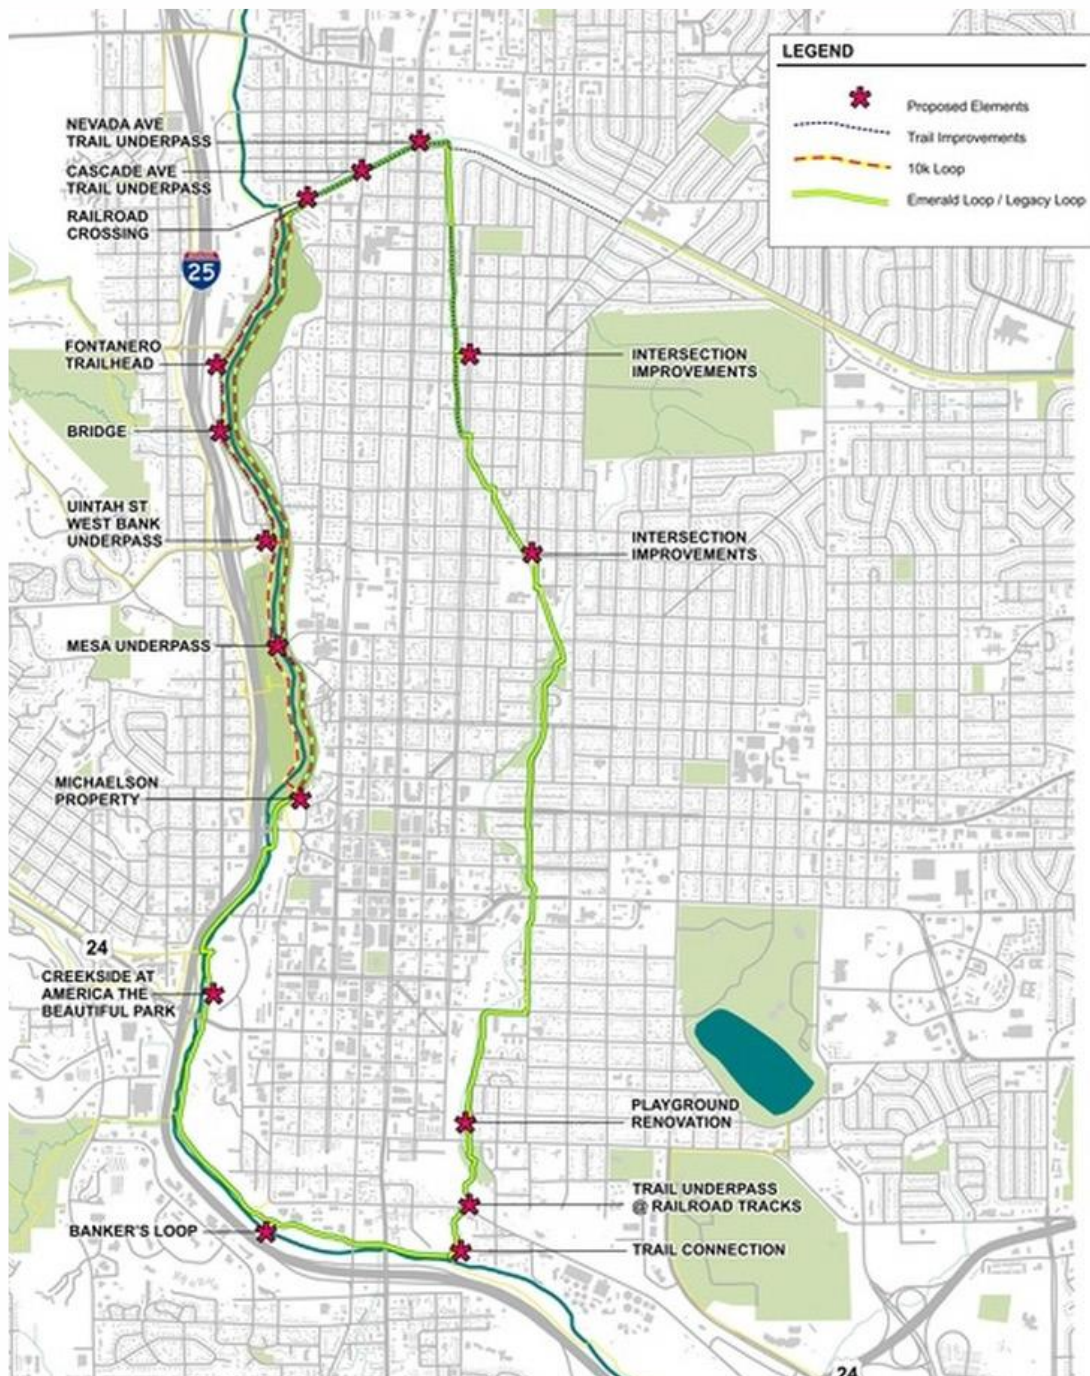 LEGEND
Proposed Elements
Trail Improvements
10k Loop
Emerald Loop / Legacy Loop
NEVADA AVE
TRAIL UNDERPASS
CASCADE AVE
TRAIL UNDERPASS
RAILROAD
CROSSING
25
FONTANERO
TRAILHEAD
INTERSECTION
IMPROVEMENTS
BRIDGE
UINTAH ST
WEST BANK
UNDERPASS
INTERSECTION
IMPROVEMENTS
MESA UNDERPASS
MICHAELSON
PROPERTY
24
CREEKSIDE AT
AMERICA THE
BEAUTIFUL PARK
PLAYGROUND
RENOVATION
TRAIL UNDERPASS
@ RAILROAD TRACKS
BANKER'S LOOP
TRAIL CONNECTION
24